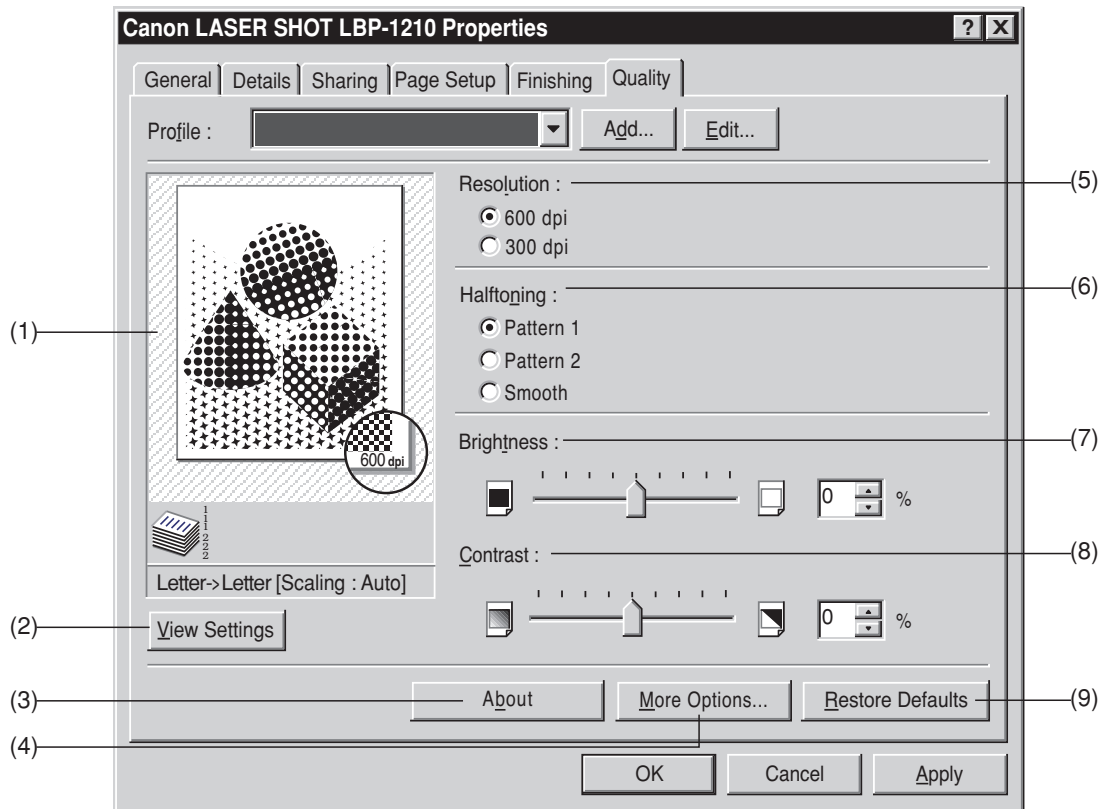 Canon LASER SHOT LBP-1210 Properties
? X
General Details Sharing Page Setup Finishing Quality
Profile : Add... Edit...
Resolution : (5)
600 dpi
300 dpi
Halftoning : (6)
Pattern 1
Pattern 2
Smooth
(1)
600 dpi
Brightness : (7)
0 %
1
1
1
2
2
2
Letter->Letter [Scaling : Auto]
Contrast : (8)
0 %
(2) View Settings
(3) About More Options... Restore Defaults (9)
(4)
OK Cancel Apply